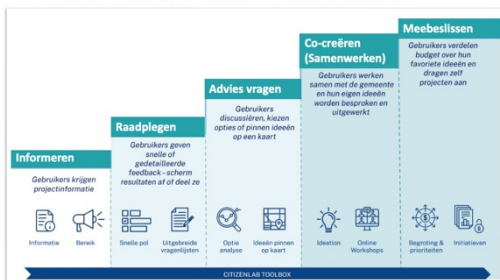 Informeren
Gebruikers krijgen
projectinformatie
Informatie
Bereik
Raadplegen
Gebruikers geven
snelle of
gedetailleerde
feedback - scherm
resultaten af of deel ze
Snelle pol
Uitgebreide
vragenlijsten
Advies vragen
Gebruikers
discussiëren, kiezen
opties of pinnen ideeën
op een kaart
Optie
analyse
Ideeën pinnen
op kaart
Co-creëren
(Samenwerken)
Gebruikers werken
samen met de gemeente
en hun eigen ideeën
worden besproken en
uitgewerkt
Ideation
Online
Workshops
Meebeslissen
Gebruikers verdelen
budget over hun
favoriete ideeën en
dragen zelf
projecten aan
Begroting &
prioriteiten
Initiatieven
CITIZENLAB TOOLBOX